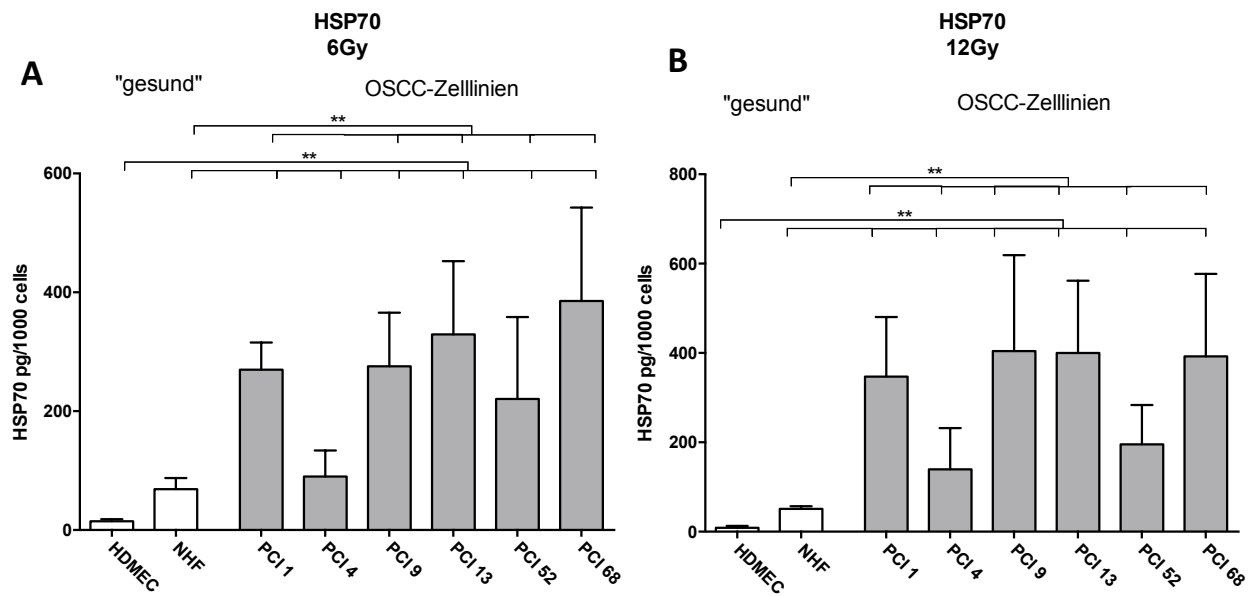 HSP70
6Gy
A
"gesund"
OSCC-Zelllinien
**
**
600
400
200
0
HSP70 pg/1000 cells
HDMEC
NHF
PCI 1
PCI 4
PCI 9
PCI 13
PCI 52
PCI 68
HSP70
12Gy
B
"gesund"
OSCC-Zelllinien
**
**
800
600
400
200
0
HSP70 pg/1000 cells
HDMEC
NHF
PCI 1
PCI 4
PCI 9
PCI 13
PCI 52
PCI 68